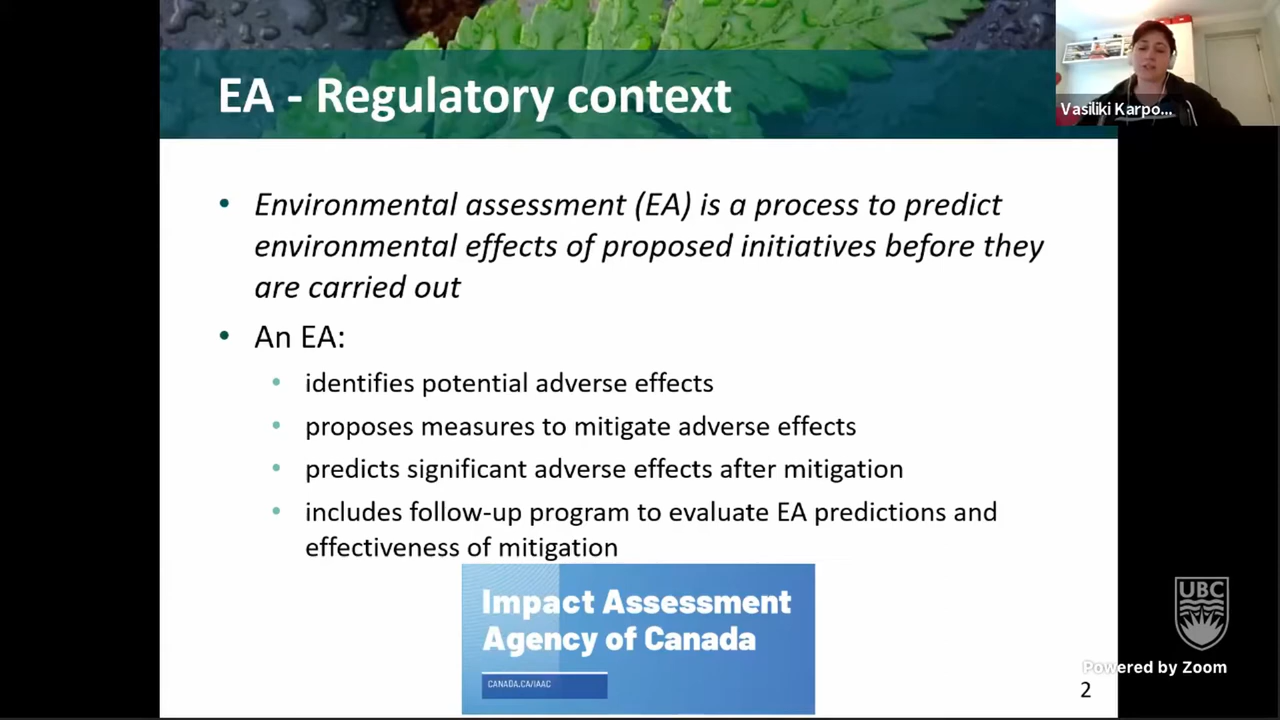 EA - Regulatory context
Vasiliki Karpo...
• Environmental assessment (EA) is a process to predict
environmental effects of proposed initiatives before they
are carried out
• An EA:
• identifies potential adverse effects
• proposes measures to mitigate adverse effects
• predicts significant adverse effects after mitigation
• includes follow-up program to evaluate EA predictions and
effectiveness of mitigation
Impact Assessment
Agency of Canada
CANADA.CA/IAAC
UBC
Powered by Zoom
2